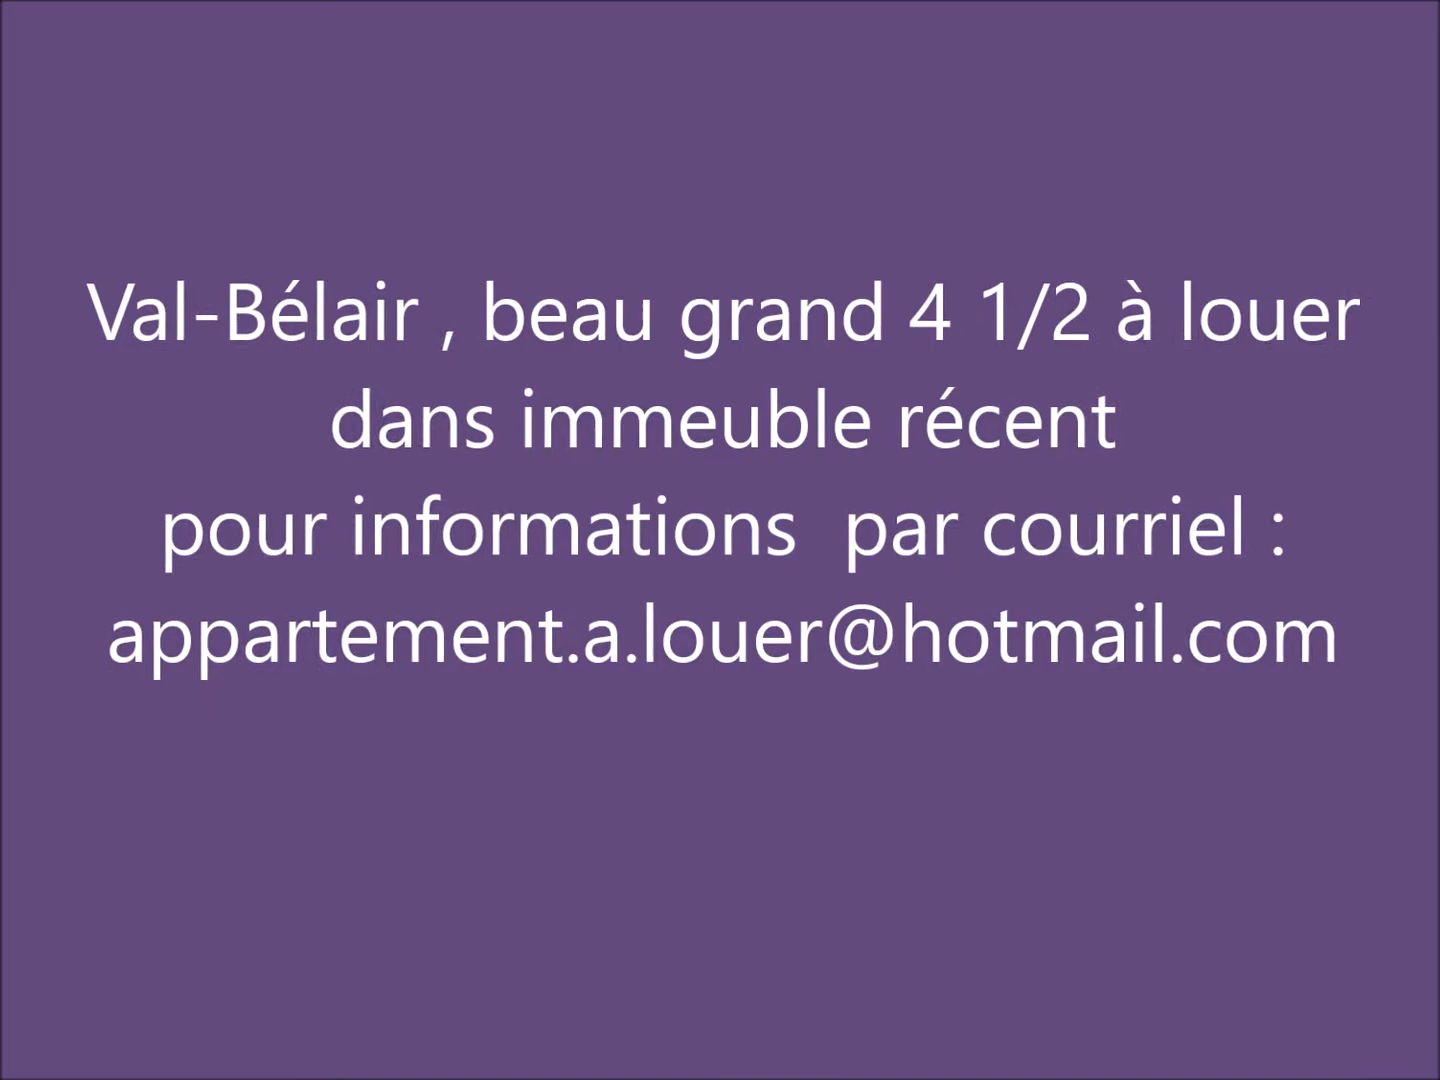 Val-Bélair , beau grand 4 1/2 à louer
dans immeuble récent
pour informations  par courriel :
appartement.a.louer@hotmail.com